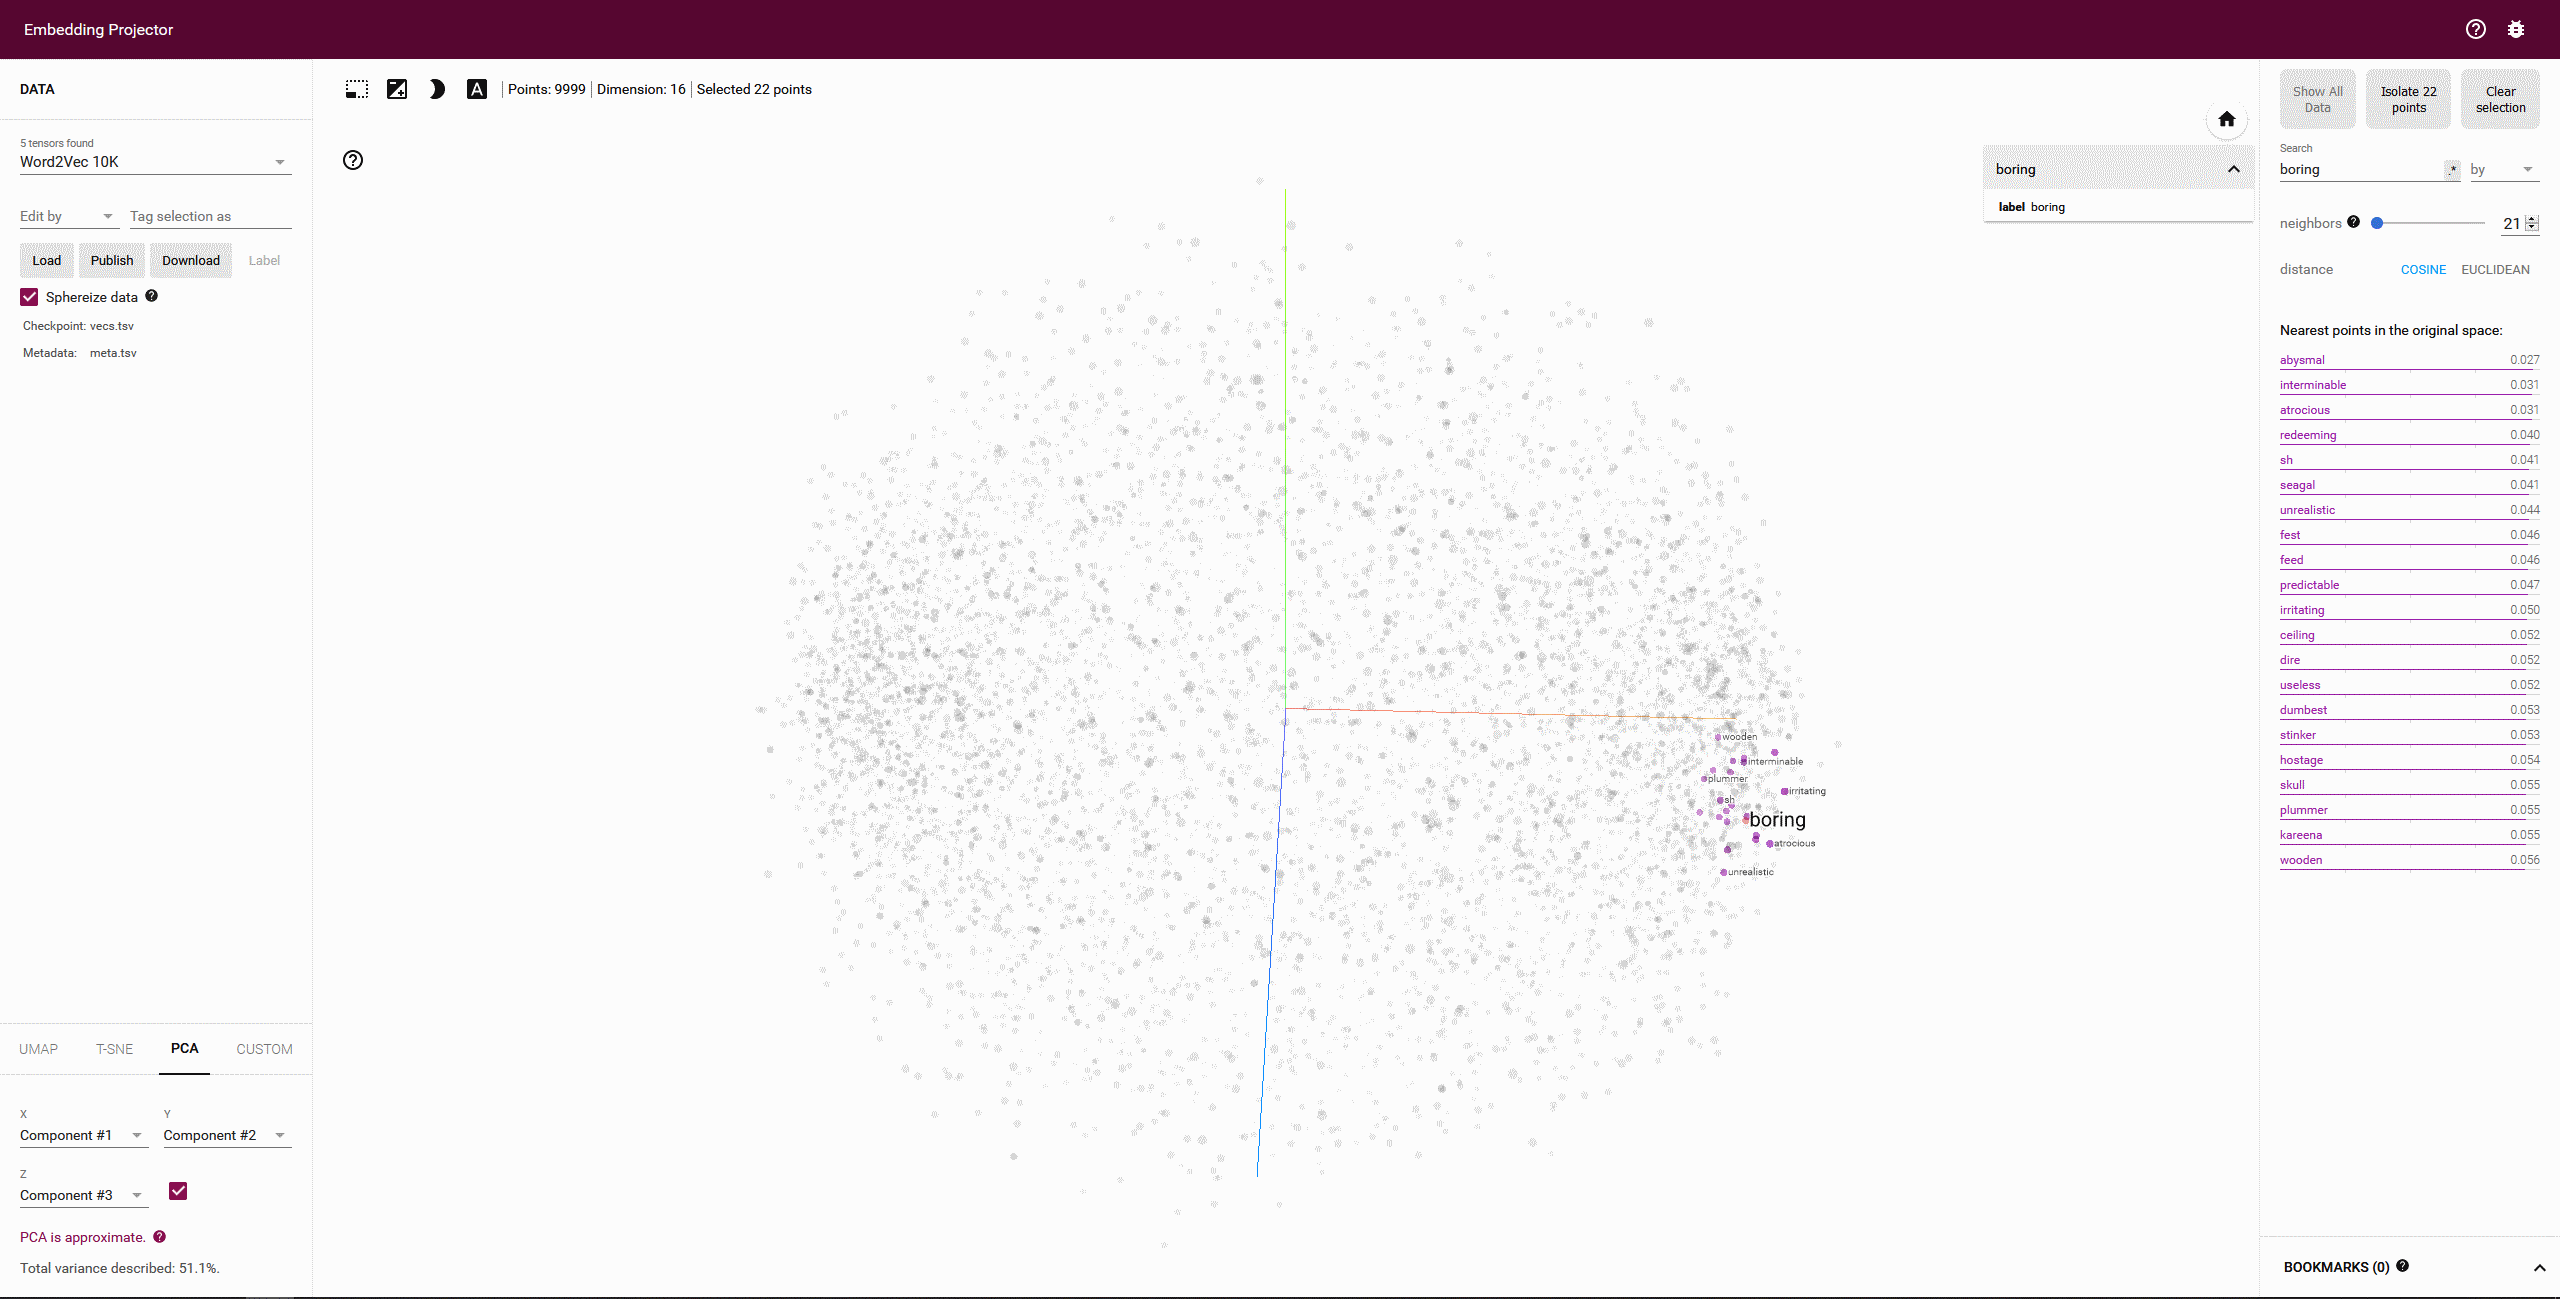 Embedding Projector
DATA
5 tensors found
Word2Vec 10K
Edit by
Tag selection as
Load
Publish
Download
Label
Sphereize data
Checkpoint: vecs.tsv
Metadata: meta.tsv
UMAP
T-SNE
PCA
CUSTOM
X
Y
Component #1
Component #2
Z
Component #3
PCA is approximate.
Total variance described: 51.1%.
A
Points: 9999 | Dimension: 16 | Selected 22 points
boring
label boring
wooden
interminable
plummer
irritating
sh
boring
atrocious
unrealistic
Show All Data
Isolate 22 points
Clear selection
Search
boring
.*
by
neighbors
21
distance
COSINE
EUCLIDEAN
Nearest points in the original space:
abysmal 0.027
interminable 0.031
atrocious 0.031
redeeming 0.040
sh 0.041
seagal 0.041
unrealistic 0.044
fest 0.046
feed 0.046
predictable 0.047
irritating 0.050
ceiling 0.052
dire 0.052
useless 0.052
dumbest 0.053
stinker 0.053
hostage 0.054
skull 0.055
plummer 0.055
kareena 0.055
wooden 0.056
BOOKMARKS (0)